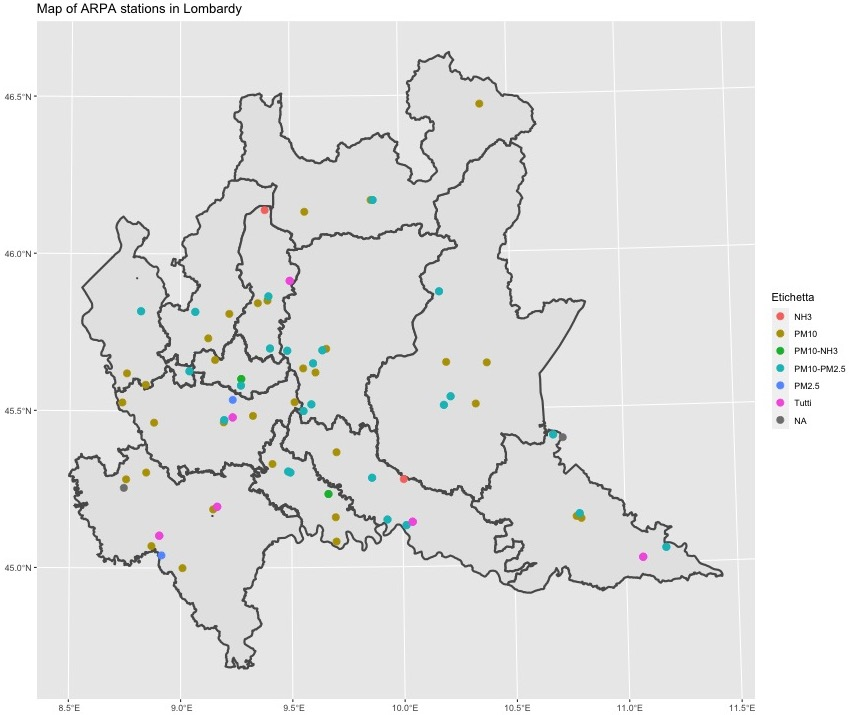 Map of ARPA stations in Lombardy
46.5°N
46.0°N
45.5°N
45.0°N
8.5°E
9.0°E
9.5°E
10.0°E
10.5°E
11.0°E
11.5°E
Etichetta
NH3
PM10
PM10-NH3
PM10-PM2.5
PM2.5
Tutti
NA